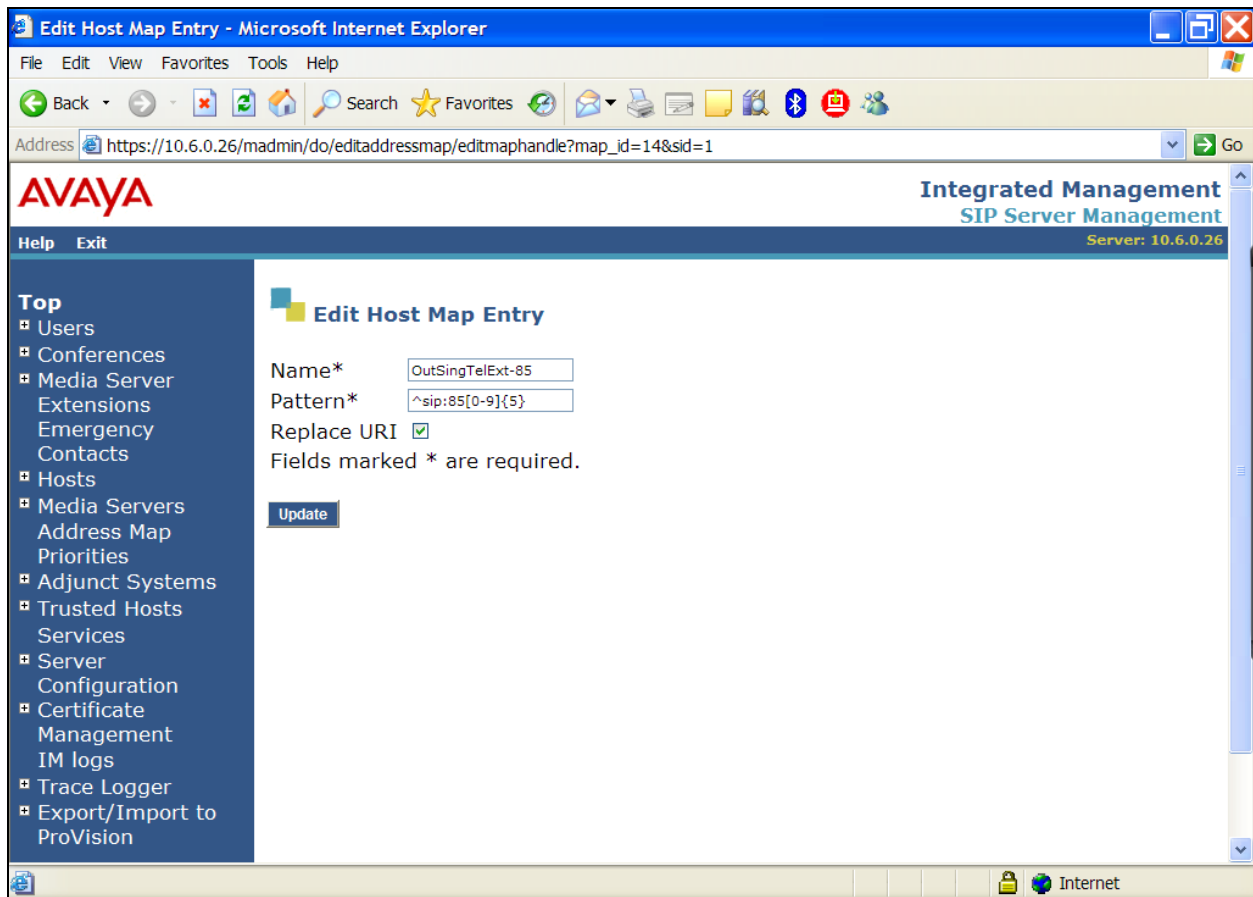 Edit Host Map Entry - Microsoft Internet Explorer
File Edit View Favorites Tools Help
Back Search Favorites
Address https://10.6.0.26/madmin/do/editaddressmap/editmaphandle?map_id=14&sid=1 Go
AVAYA
Integrated Management
SIP Server Management
Help Exit
Server: 10.6.0.26
Top
Users
Conferences
Media Server
Extensions
Emergency
Contacts
Hosts
Media Servers
Address Map
Priorities
Adjunct Systems
Trusted Hosts
Services
Server
Configuration
Certificate
Management
IM logs
Trace Logger
Export/Import to
ProVision
Edit Host Map Entry
Name* OutSingTelExt-85
Pattern* ^sip:85[0-9]{5}
Replace URI
Fields marked * are required.
Update
Internet